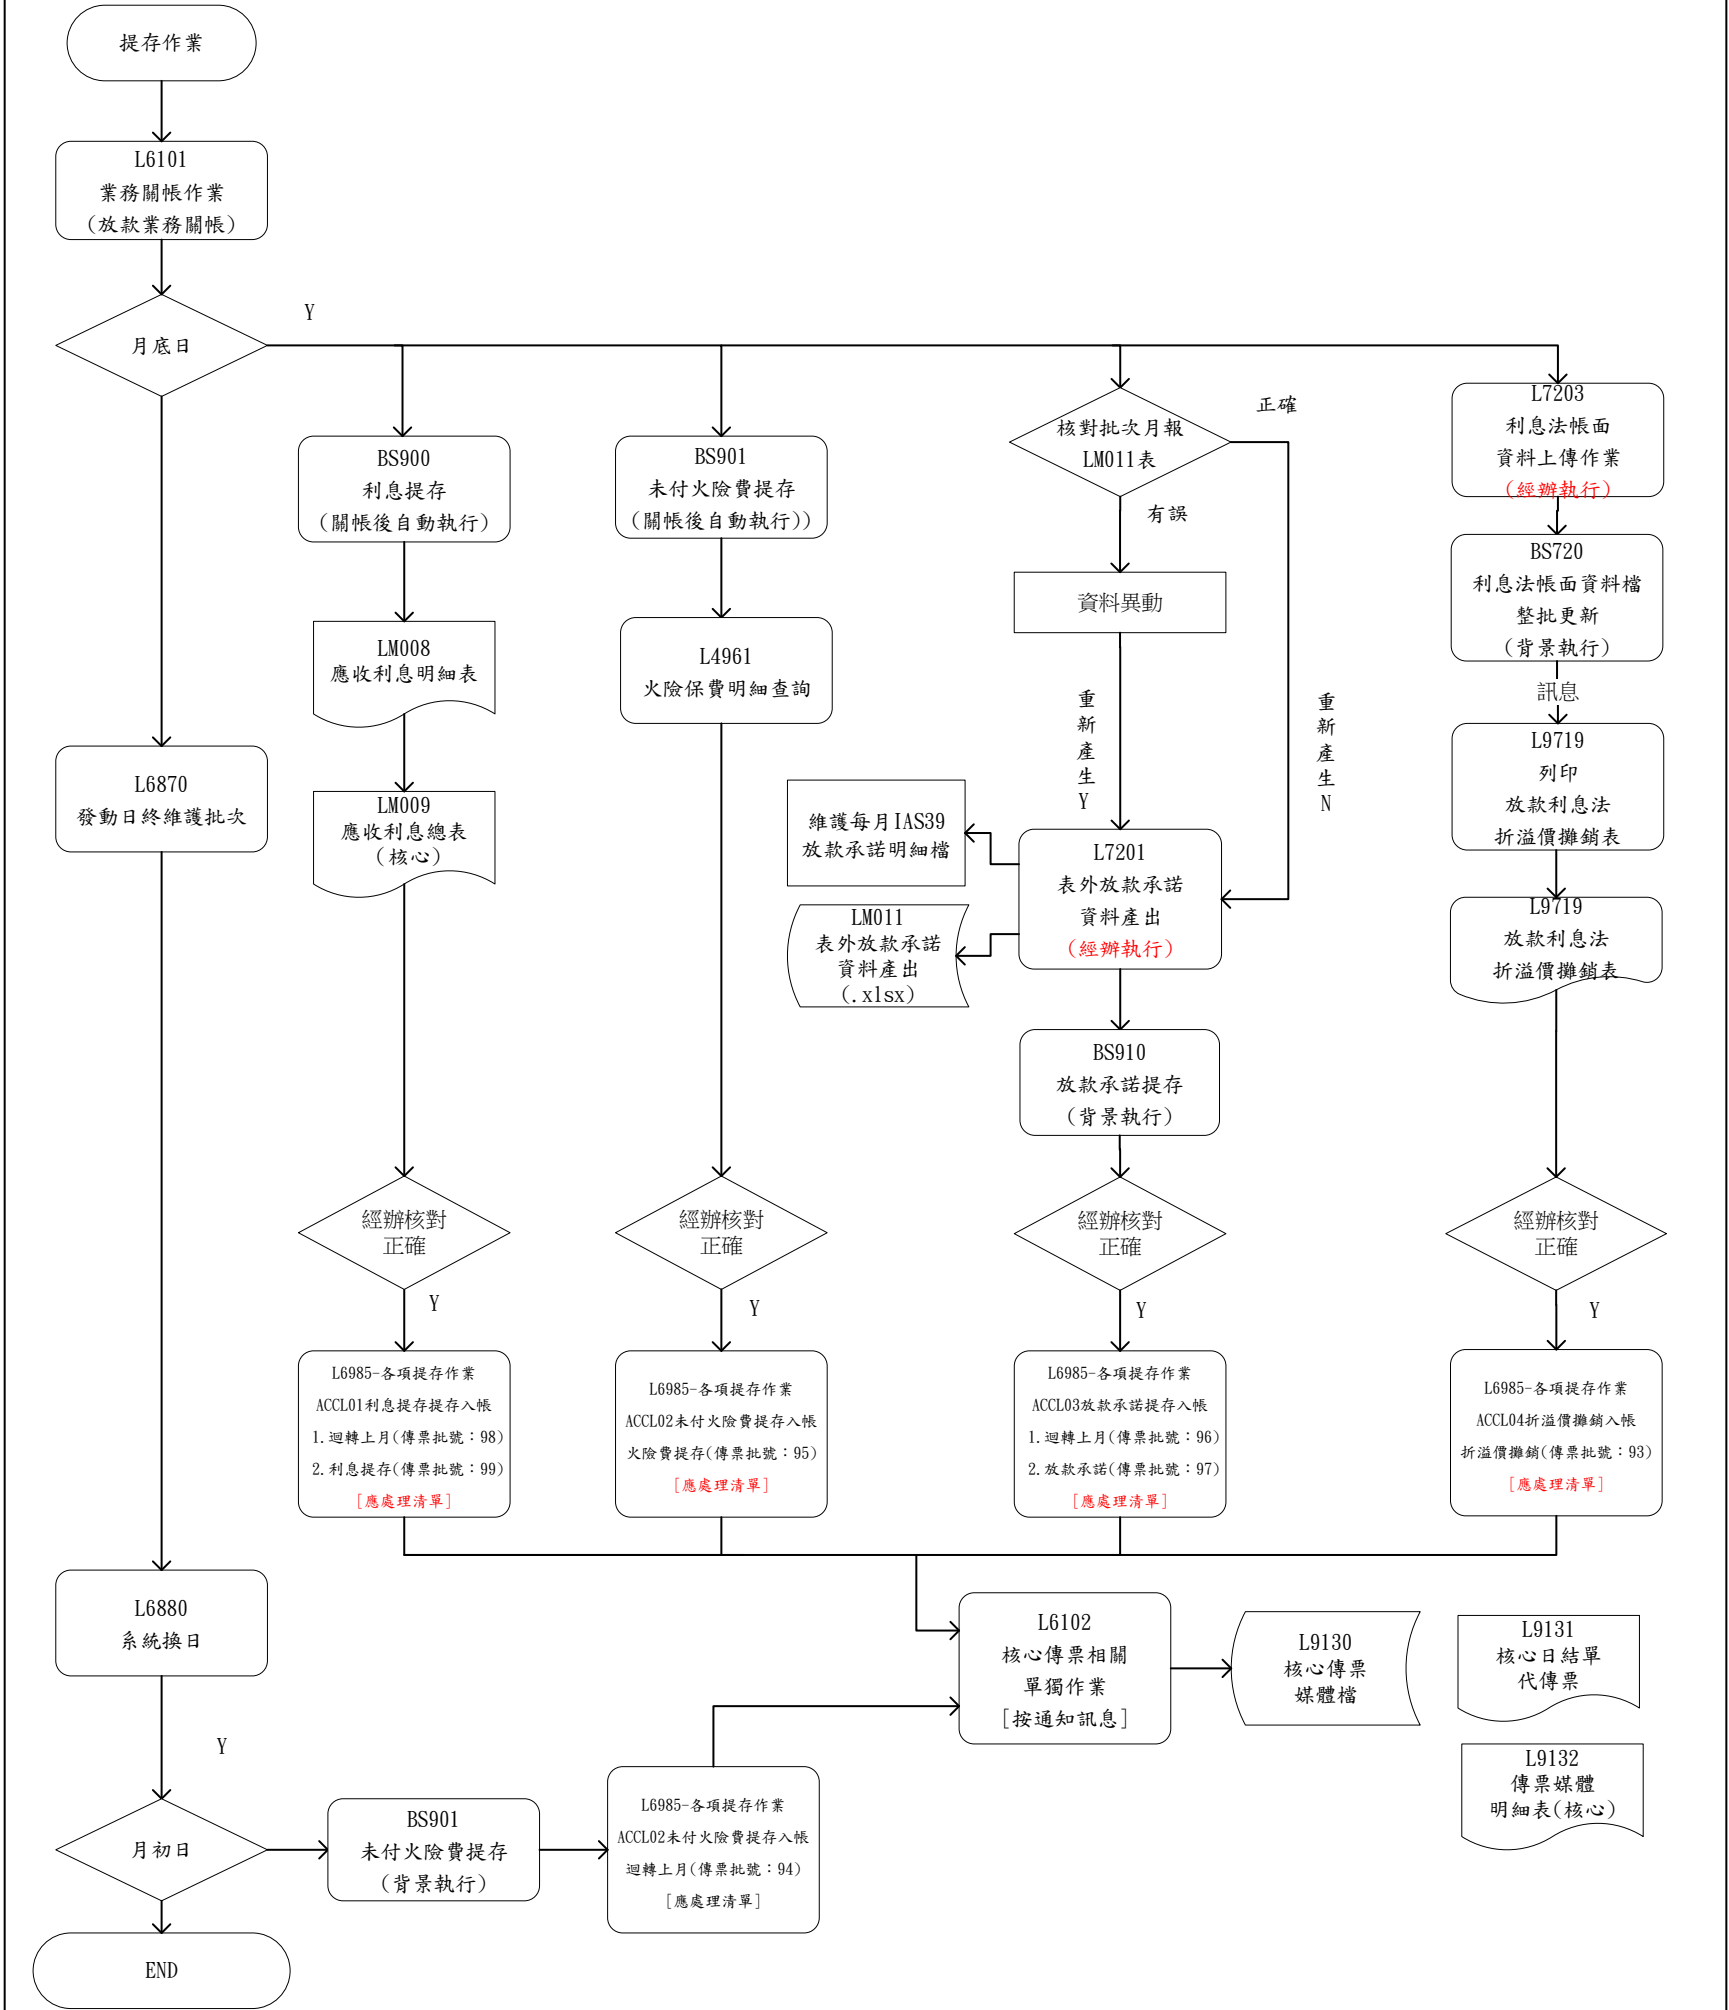 提存作業
L6101
業務關帳作業
(放款業務關帳)
月底日
Y
BS900
利息提存
(關帳後自動執行)
LM008
應收利息明細表
LM009
應收利息總表
(核心)
經辦核對
正確
Y
L6985-各項提存作業
ACCL01利息提存提存入帳
1.迴轉上月(傳票批號：98)
2.利息提存(傳票批號：99)
[應處理清單]
BS901
未付火險費提存
(關帳後自動執行))
L4961
火險保費明細查詢
經辦核對
正確
Y
L6985-各項提存作業
ACCL02未付火險費提存入帳
火險費提存(傳票批號：95)
[應處理清單]
核對批次月報
LM011表
正確
有誤
資料異動
重
新
產
生
Y
重
新
產
生
N
維護每月IAS39
放款承諾明細檔
LM011
表外放款承諾
資料產出
(.xlsx)
L7201
表外放款承諾
資料產出
(經辦執行)
BS910
放款承諾提存
(背景執行)
經辦核對
正確
Y
L6985-各項提存作業
ACCL03放款承諾提存入帳
1.迴轉上月(傳票批號：96)
2.放款承諾(傳票批號：97)
[應處理清單]
L7203
利息法帳面
資料上傳作業
(經辦執行)
BS720
利息法帳面資料檔
整批更新
(背景執行)
訊息
L9719
列印
放款利息法
折溢價攤銷表
L9719
放款利息法
折溢價攤銷表
經辦核對
正確
Y
L6985-各項提存作業
ACCL04折溢價攤銷入帳
折溢價攤銷(傳票批號：93)
[應處理清單]
L6870
發動日終維護批次
L6880
系統換日
Y
月初日
END
BS901
未付火險費提存
(背景執行)
L6985-各項提存作業
ACCL02未付火險費提存入帳
迴轉上月(傳票批號：94)
[應處理清單]
L6102
核心傳票相關
單獨作業
[按通知訊息]
L9130
核心傳票
媒體檔
L9131
核心日結單
代傳票
L9132
傳票媒體
明細表(核心)